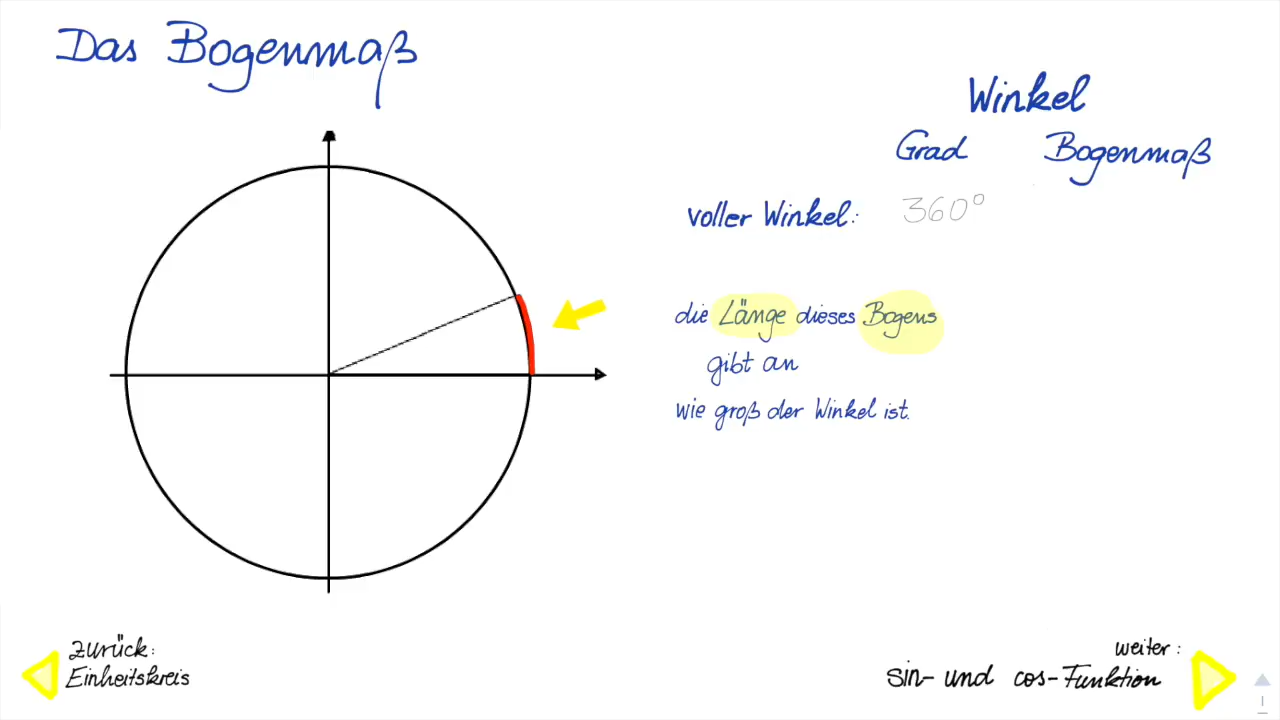 Das Bogenmaß
Winkel
Grad Bogenmaß
voller Winkel: 360°
die Länge dieses Bogens
gibt an
wie groß der Winkel ist.
zurück:
Einheitskreis
weiter:
sin- und cos-Funktion